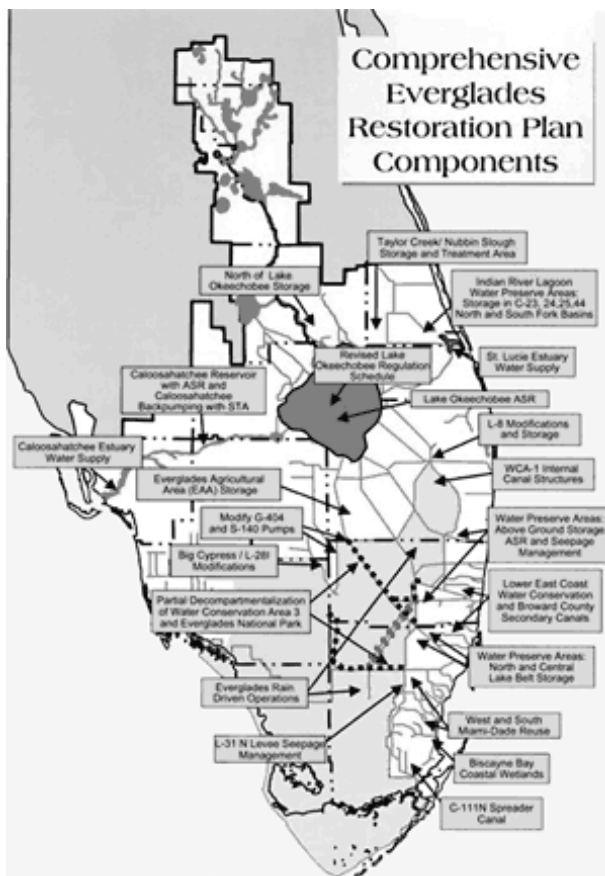 Comprehensive
Everglades
Restoration Plan
Components
Taylor Creek/ Nubbin Slough
Storage and Treatment Area
North of Lake
Okeechobee Storage
Indian River Lagoon
Water Preserve Areas:
Storage in C-23, 24,25,44
North and South Fork Basins
Revised Lake
Okeechobee Regulation
Schedule
St. Lucie Estuary
Water Supply
Caloosahatchee Reservoir
with ASR and
Caloosahatchee
Backpumping with STA
Lake Okeechobee ASR
L-8 Modifications
and Storage
Caloosahatchee Estuary
Water Supply
WCA-1 Internal
Canal Structures
Everglades Agricultural
Area (EAA) Storage
Modify G-404
and S-140 Pumps
Water Preserve Areas:
Above Ground Storage,
ASR and Seepage
Management
Big Cypress / L-28I
Modifications
Lower East Coast
Water Conservation
and Broward County
Secondary Canals
Partial Decompartmentalization
of Water Conservation Area 3
and Everglades National Park
Water Preserve Areas:
North and Central
Lake Belt Storage
Everglades Rain
Driven Operations
West and South
Miami-Dade Reuse
L-31 N Levee Seepage
Management
Biscayne Bay
Coastal Wetlands
C-111N Spreader
Canal